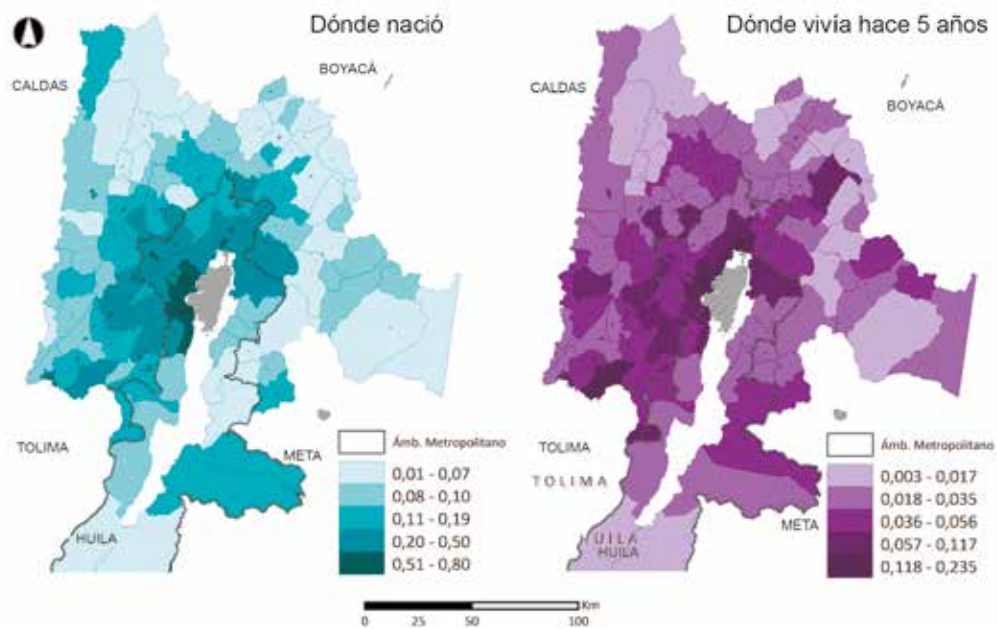 Dónde nació
BOYACÁ
CALDAS
TOLIMA
META
HUILA
Ámb. Metropolitano
0,01 - 0,07
0,08 - 0,10
0,11 - 0,19
0,20 - 0,50
0,51 - 0,80
Dónde vivía hace 5 años
BOYACÁ
CALDAS
TOLIMA
TOLIMA
META
HUILA
HUILA
Ámb. Metropolitano
0,003 - 0,017
0,018 - 0,035
0,036 - 0,056
0,057 - 0,117
0,118 - 0,235
Km
0 25 50 100